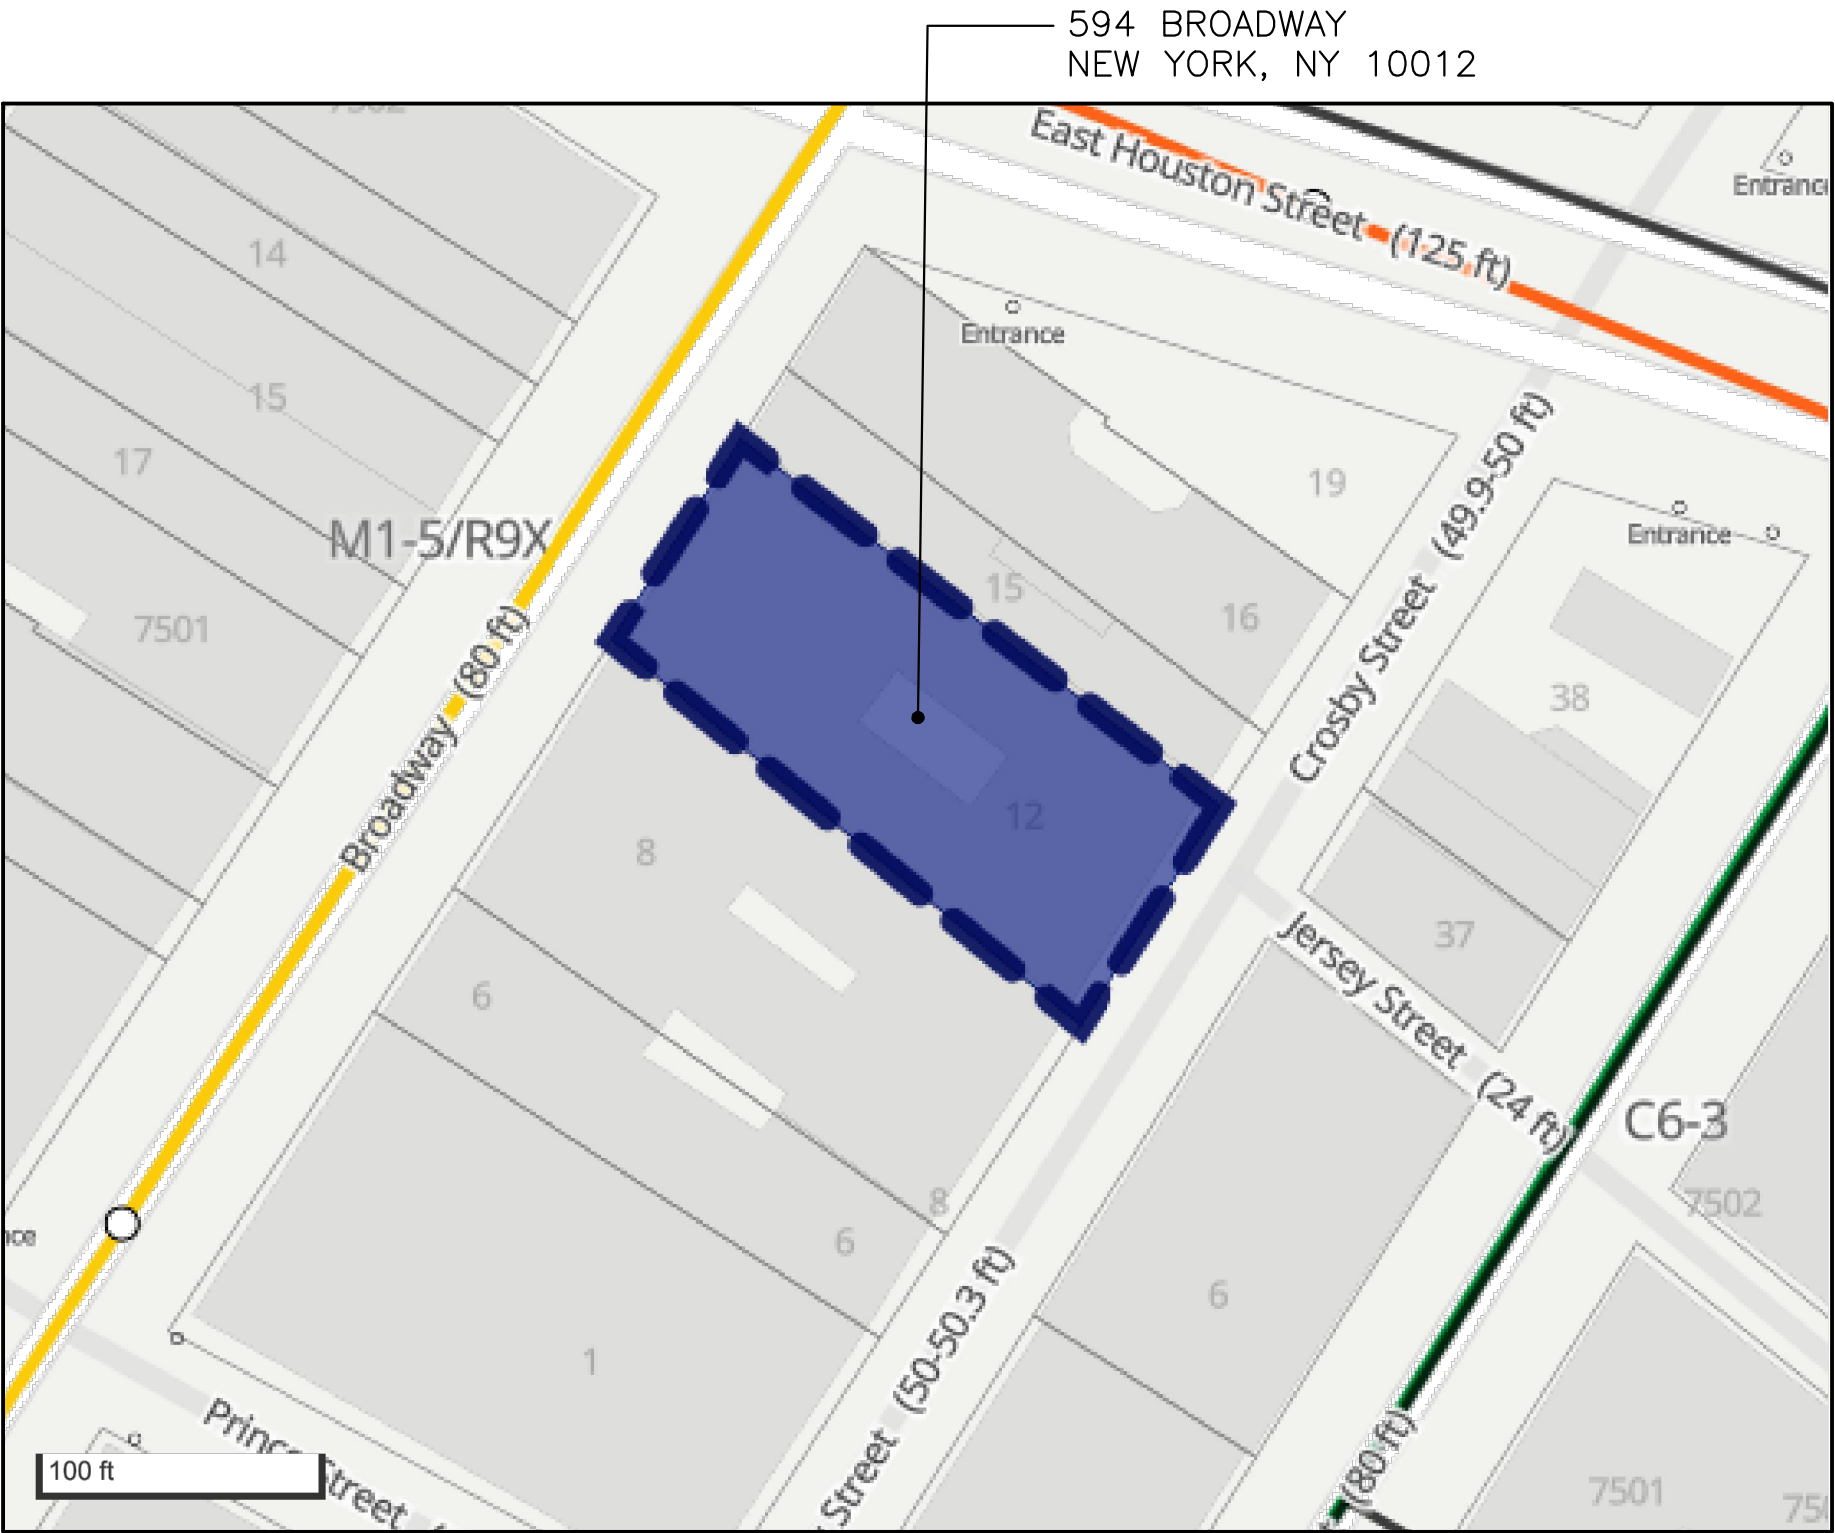 594 BROADWAY
NEW YORK, NY 10012
East Houston Street (125 ft)
Entrance
14
Entrance
15
19
Crosby Street (49.9-50 ft)
17
Entrance
M1-5/R9X
15
16
7501
Broadway (80 ft)
38
12
8
37
Jersey Street (24 ft)
6
C6-3
7502
8
6
6
1
Street (50-50.3 ft)
Prince Street
(80 ft)
100 ft
7501